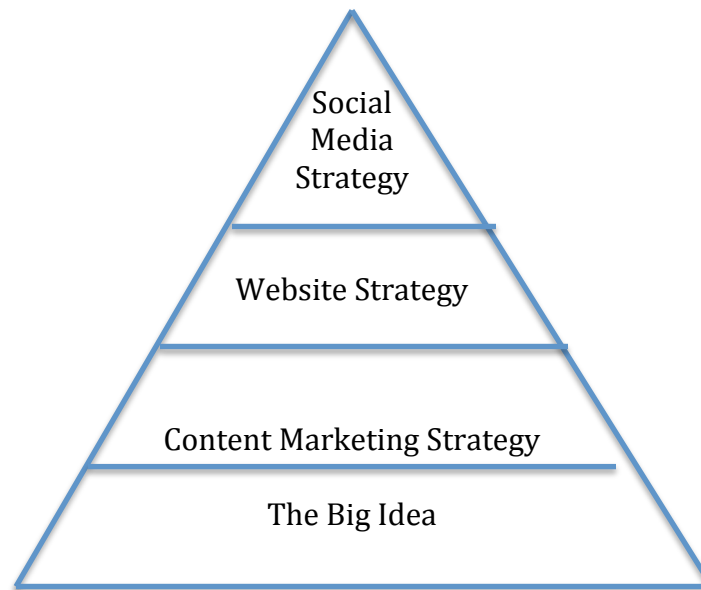 Social
Media
Strategy
Website Strategy
Content Marketing Strategy
The Big Idea